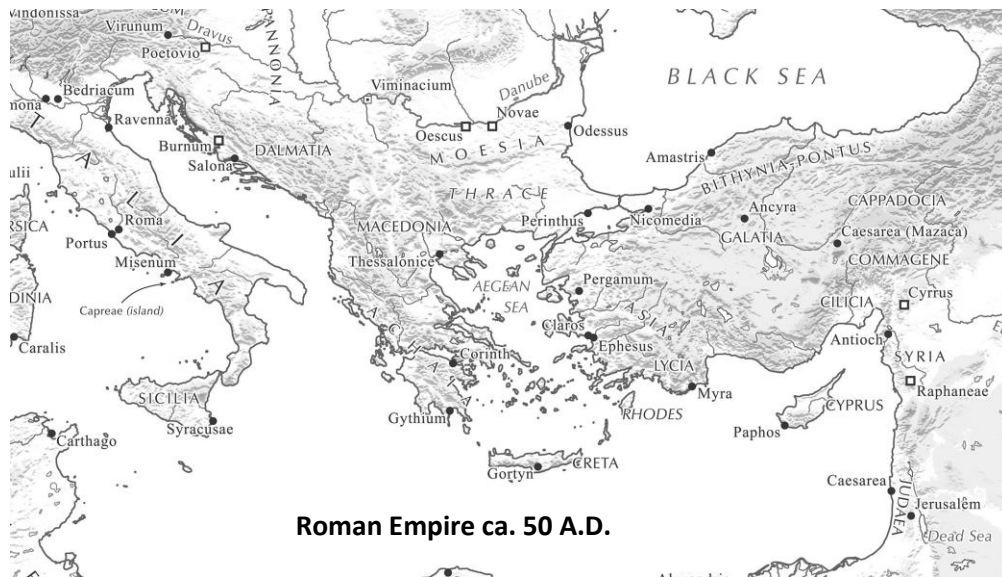 Vindonissa
Virunum
Dravus
Poetovio
PANNONIA
Bedriacum
Ravenna
Viminacium
Danube
Novae
Oescus
MOESIA
Odessus
BLACK SEA
Burnum
DALMATIA
Salona
ITALIA
Amastris
BITHYNIA-PONTUS
THRACE
Perinthus
Nicomedia
Ancyra
CAPPADOCIA
GALATIA
Caesarea (Mazaca)
COMMAGENE
Roma
Portus
MACEDONIA
Thessalonice
Misenum
Capreae (island)
AEGEAN
SEA
Pergamum
ASIA
CILICIA
Cyrrus
Caralis
ACHAIA
Claros
Ephesus
Antioch
Corinth
LYCIA
SYRIA
Myra
Raphaneae
SICILIA
Gythium
RHODES
CYPRUS
Syracusae
Paphos
Carthago
CRETA
Gortyn
Caesarea
JUDAEA
Jerusalêm
Roman Empire ca. 50 A.D.
Dead Sea